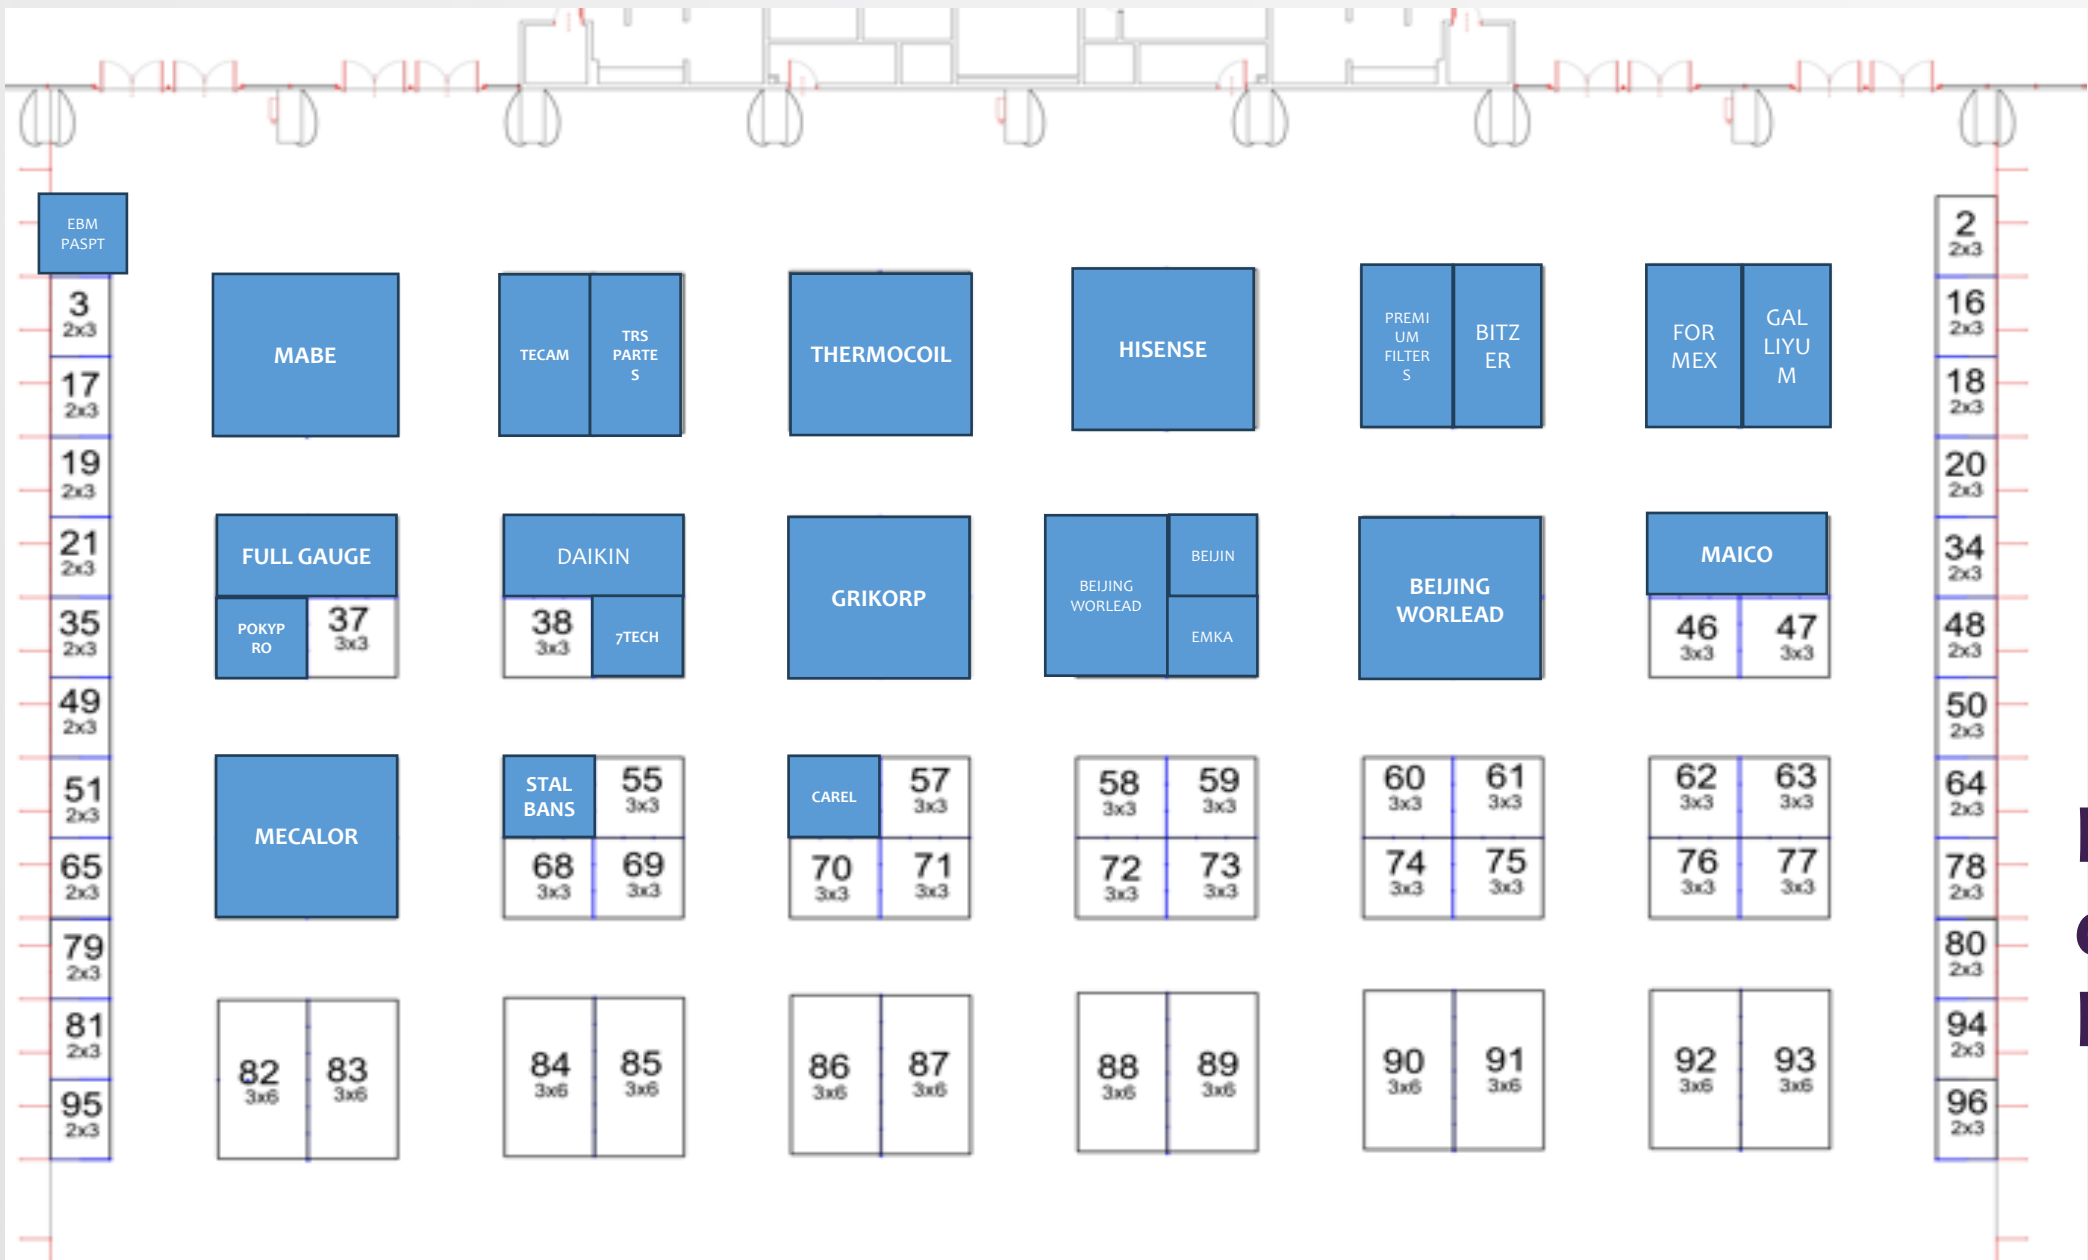 EBM
PASPT
2
2x3
3
2x3
MABE
TECAM
TRS
PARTE
S
THERMOCOIL
HISENSE
PREMI
UM
FILTER
S
BITZ
ER
FOR
MEX
GAL
LIYU
M
16
2x3
17
2x3
18
2x3
19
2x3
20
2x3
21
2x3
FULL GAUGE
DAIKIN
GRIKORP
BEIJING
WORLEAD
BEIJIN
BEIJING
WORLEAD
MAICO
34
2x3
35
2x3
POKYP
RO
37
3x3
38
3x3
7TECH
EMKA
46
3x3
47
3x3
48
2x3
49
2x3
50
2x3
51
2x3
MECALOR
STAL
BANS
55
3x3
CAREL
57
3x3
58
3x3
59
3x3
60
3x3
61
3x3
62
3x3
63
3x3
64
2x3
65
2x3
68
3x3
69
3x3
70
3x3
71
3x3
72
3x3
73
3x3
74
3x3
75
3x3
76
3x3
77
3x3
78
2x3
79
2x3
80
2x3
81
2x3
82
3x6
83
3x6
84
3x6
85
3x6
86
3x6
87
3x6
88
3x6
89
3x6
90
3x6
91
3x6
92
3x6
93
3x6
94
2x3
95
2x3
96
2x3